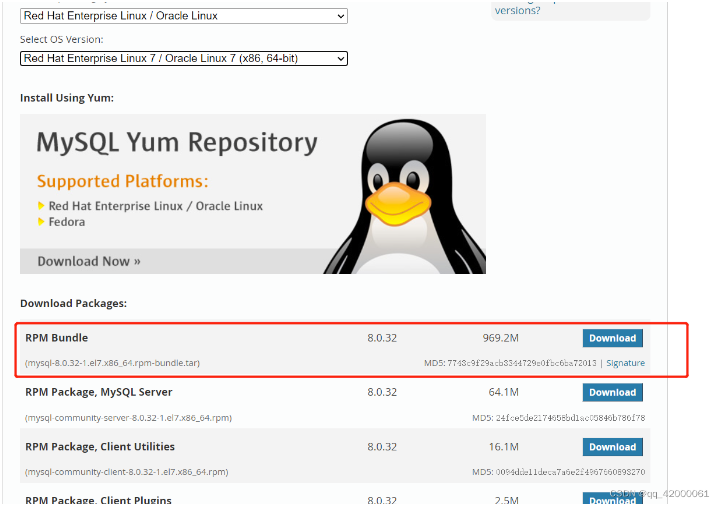 Red Hat Enterprise Linux / Oracle Linux
versions?
Select OS Version:
Red Hat Enterprise Linux 7 / Oracle Linux 7 (x86, 64-bit)
Install Using Yum:
MySQL Yum Repository
Supported Platforms:
Red Hat Enterprise Linux / Oracle Linux
Fedora
Download Now »
Download Packages:
RPM Bundle 8.0.32 969.2M Download
(mysql-8.0.32-1.el7.x86_64.rpm-bundle.tar) MD5: | Signature
RPM Package, MySQL Server 8.0.32 64.1M Download
(mysql-community-server-8.0.32-1.el7.x86_64.rpm) MD5: 24fce5de2174658bd1ac05846b786f78
RPM Package, Client Utilities 8.0.32 16.1M Download
(mysql-community-client-8.0.32-1.el7.x86_64.rpm) MD5: 0094dde11deca7a6e2f4967660898270
RPM Package, Client Plugins 8.0.32 2.5M Download
CSDN @qq_42000061